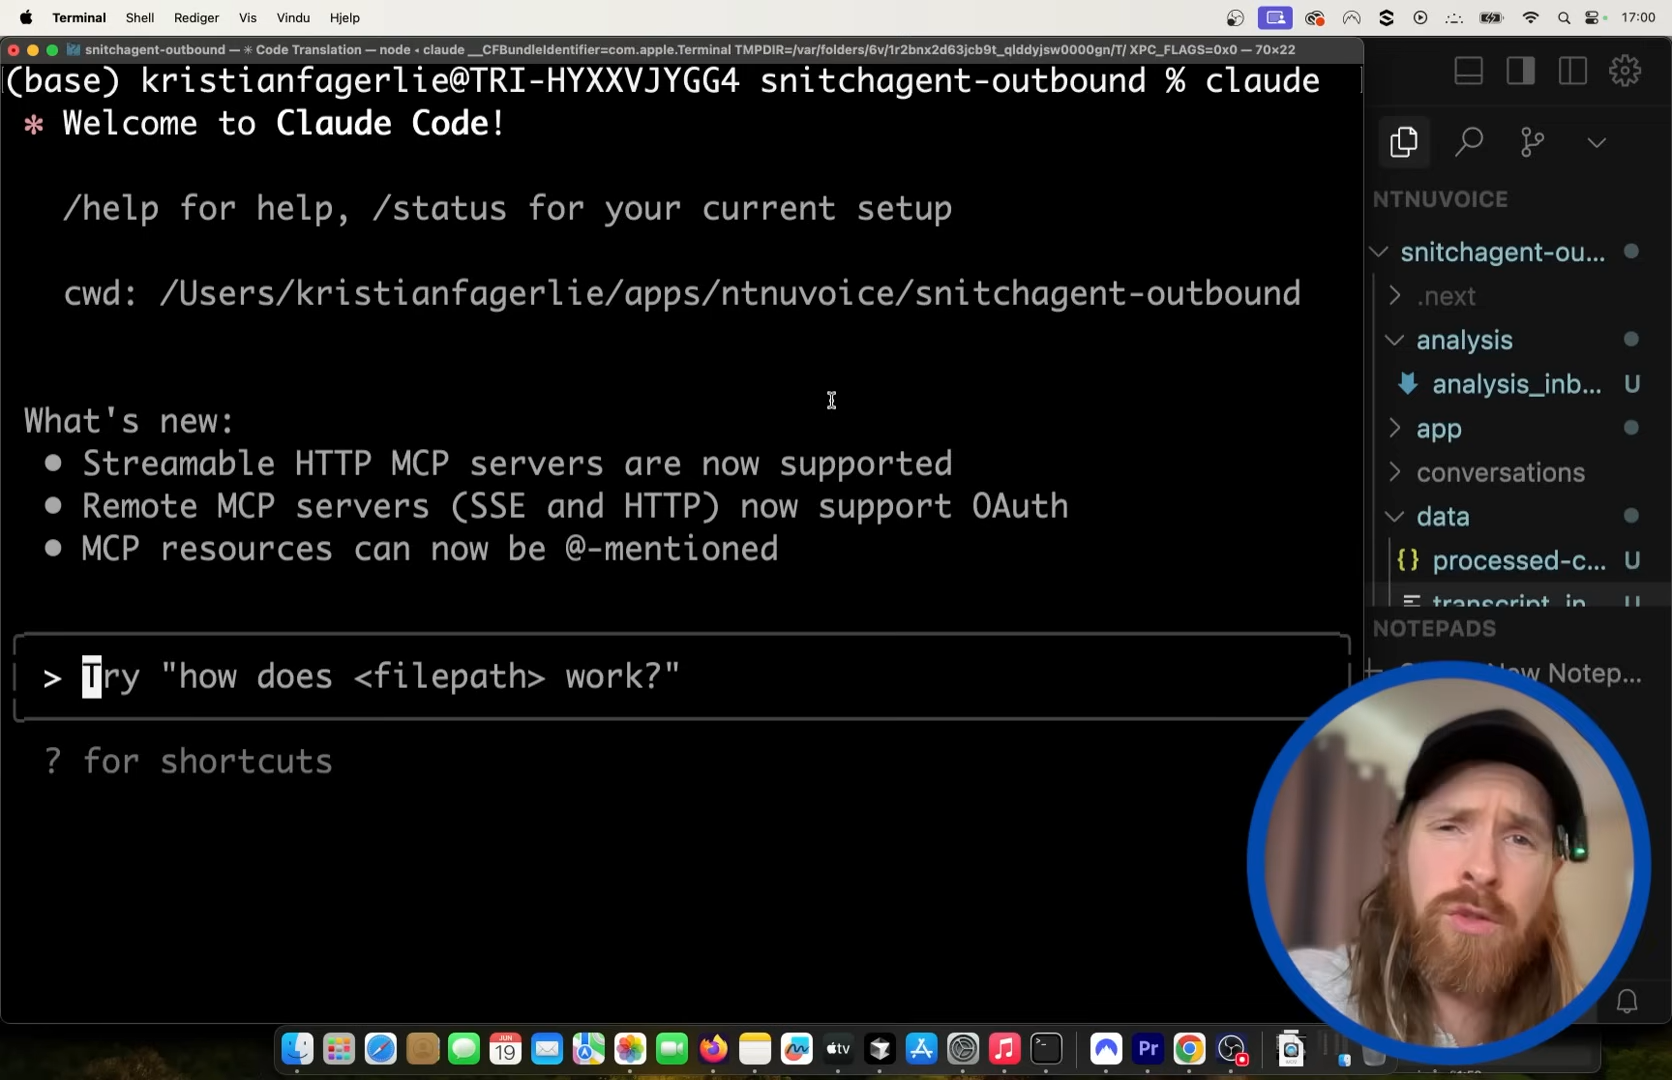 Terminal Shell Rediger Vis Vindu Hjelp 17:00
snitchagent-outbound — ✳ Code Translation — node ◂ claude __CFBundleIdentifier=com.apple.Terminal TMPDIR=/var/folders/6v/1r2bnx2d63jcb9t_qlddyjsw0000gn/T/ XPC_FLAGS=0x0 — 70×22
(base) kristianfagerlie@TRI-HYXXVJYGG4 snitchagent-outbound % claude
✻ Welcome to Claude Code!
/help for help, /status for your current setup
cwd: /Users/kristianfagerlie/apps/ntnuvoice/snitchagent-outbound
What's new:
• Streamable HTTP MCP servers are now supported
• Remote MCP servers (SSE and HTTP) now support OAuth
• MCP resources can now be @-mentioned
> Try "how does <filepath> work?"
? for shortcuts
NTNUVOICE
snitchagent-ou...
.next
analysis
analysis_inb... U
app
conversations
data
{} processed-c... U
transcript_in U
NOTEPADS
New Notep...
JUN
19
tv
Pr